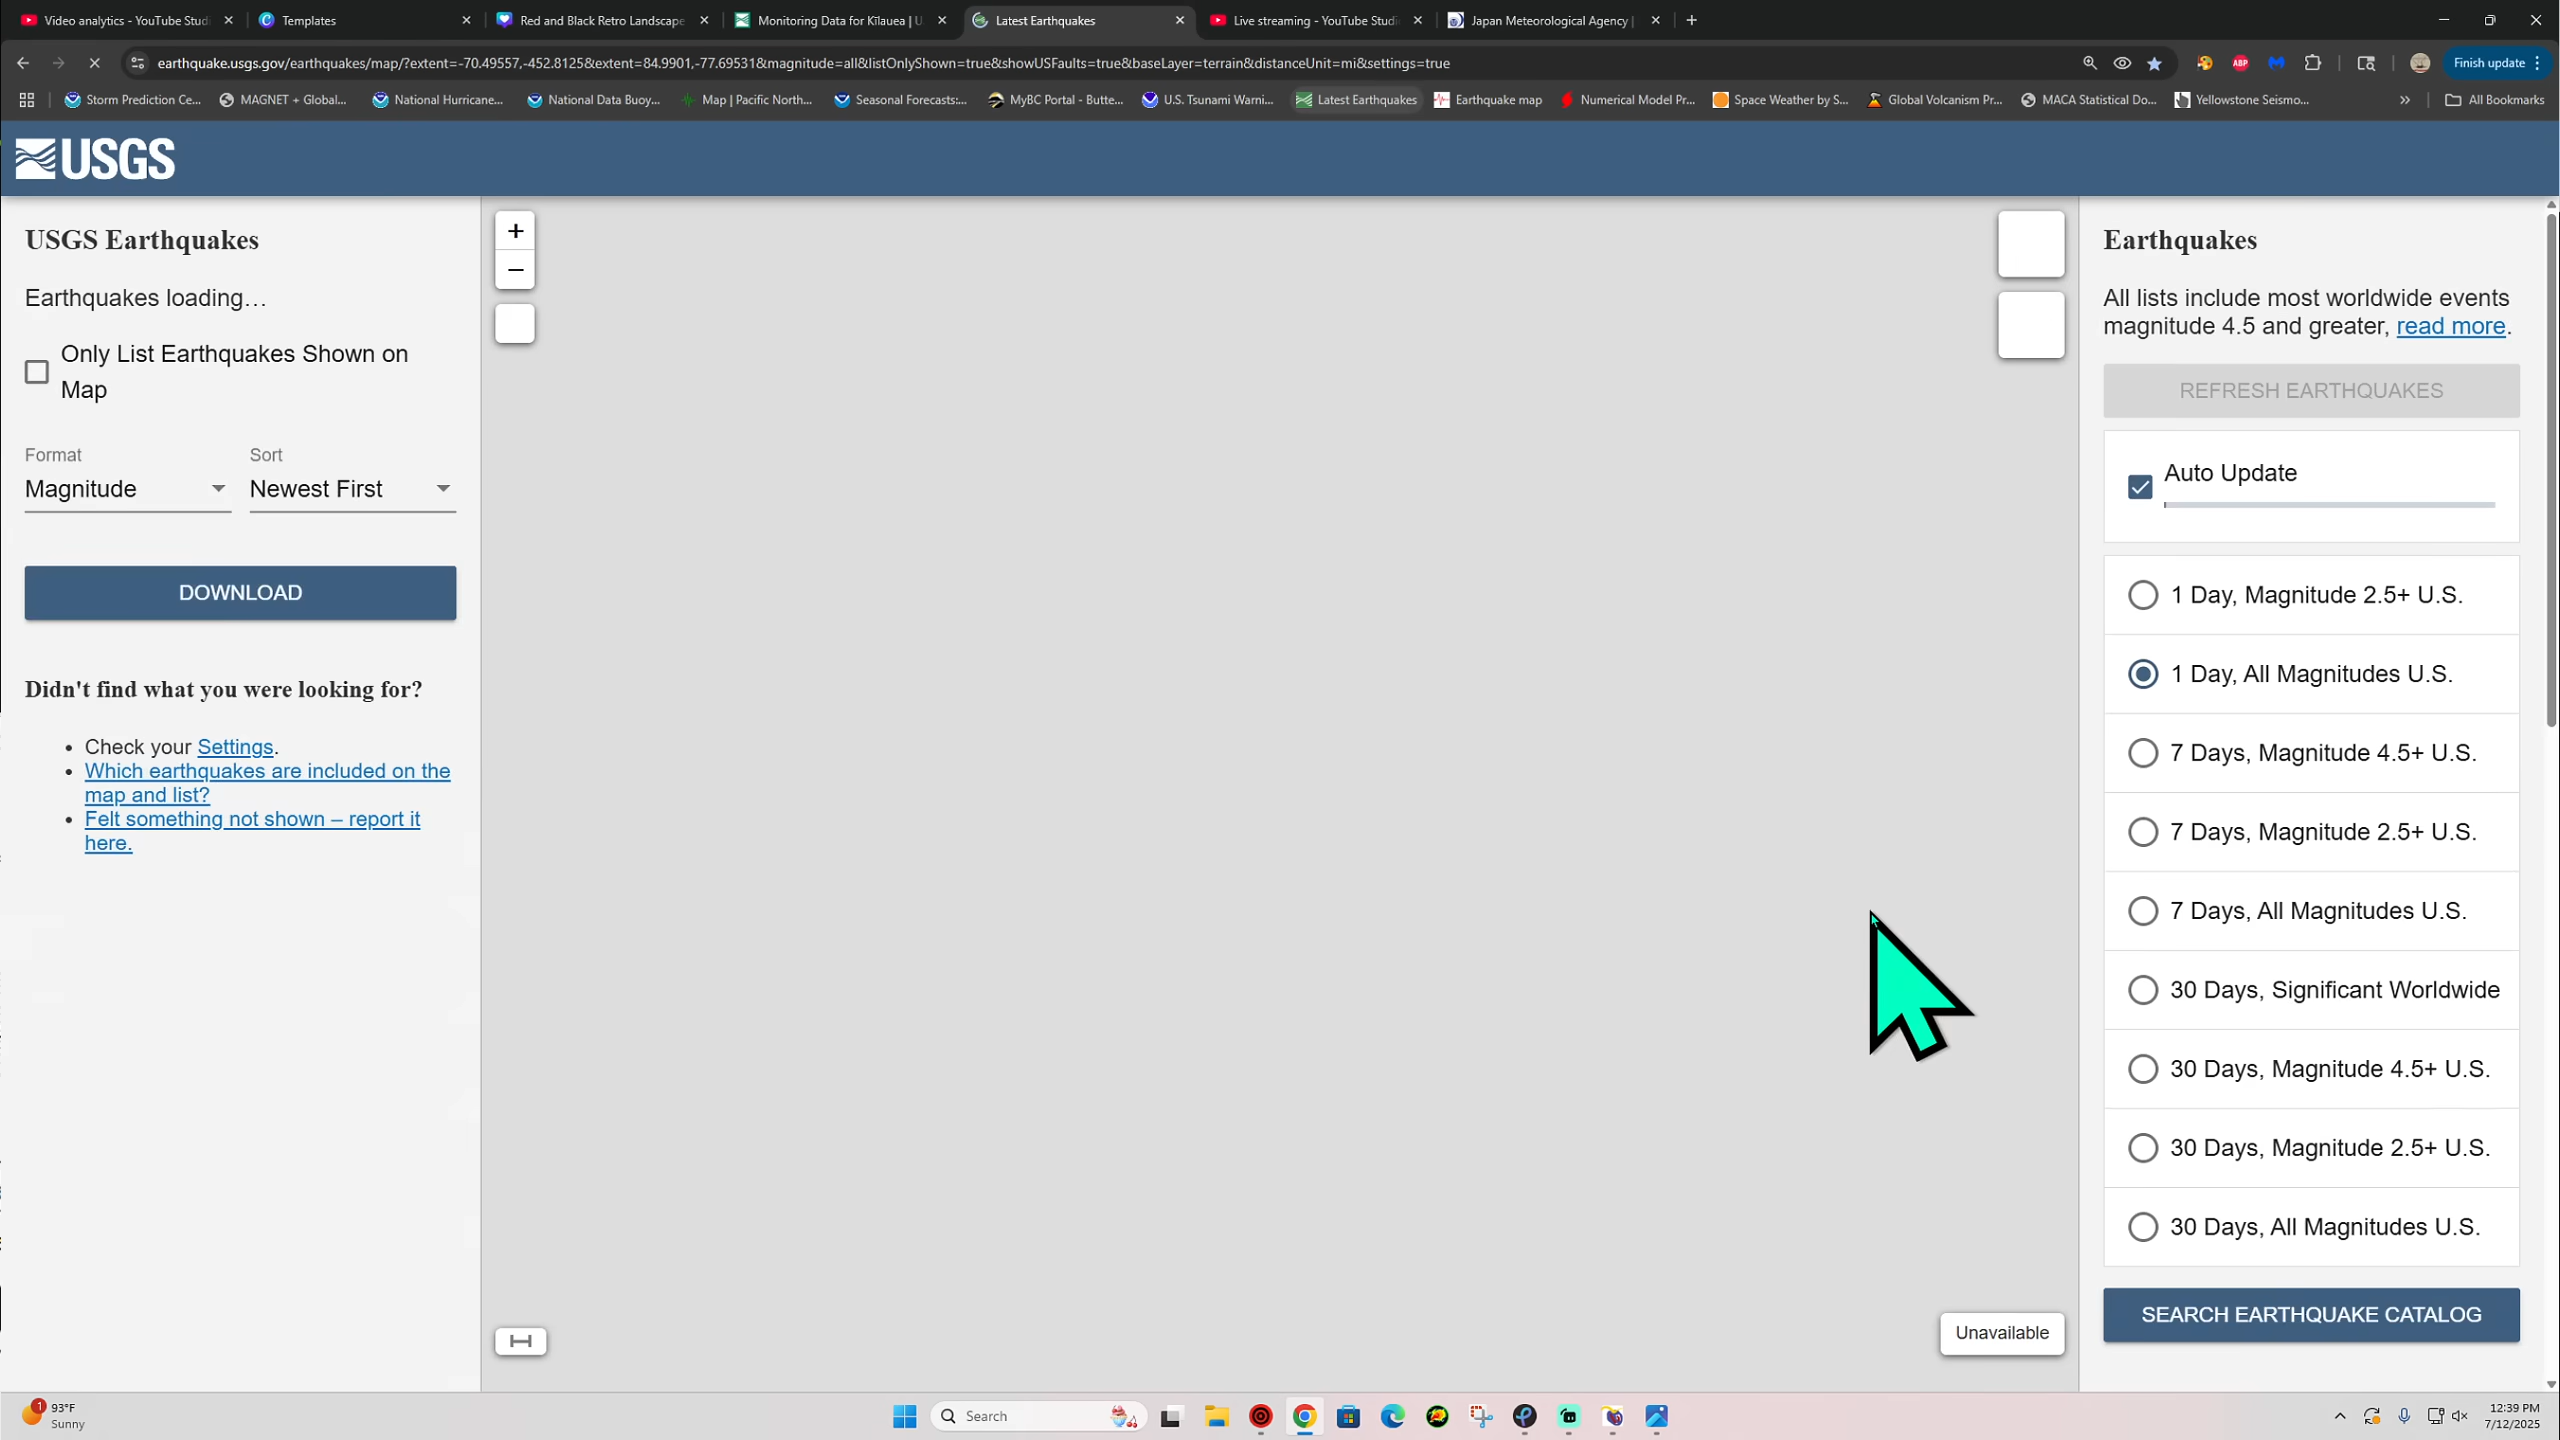 Video analytics - YouTube Studi
Templates
Red and Black Retro Landscape
Monitoring Data for Kīlauea | U
Latest Earthquakes
Live streaming - YouTube Studi
Japan Meteorological Agency |
earthquake.usgs.gov/earthquakes/map/?extent=-70.49557,-452.8125&extent=84.9901,-77.69531&magnitude=all&listOnlyShown=true&showUSFaults=true&baseLayer=terrain&distanceUnit=mi&settings=true
ABP
Finish update
Storm Prediction Ce...
MAGNET + Global...
National Hurricane...
National Data Buoy...
Map | Pacific North...
Seasonal Forecasts:...
MyBC Portal - Butte...
U.S. Tsunami Warni...
Latest Earthquakes
Earthquake map
Numerical Model Pr...
Space Weather by S...
Global Volcanism Pr...
MACA Statistical Do...
Yellowstone Seismo...
All Bookmarks
USGS
USGS Earthquakes
Earthquakes loading…
Only List Earthquakes Shown on
Map
Format
Sort
Magnitude
Newest First
DOWNLOAD
Didn't find what you were looking for?
Check your Settings.
Which earthquakes are included on the
map and list?
Felt something not shown – report it
here.
+
−
Unavailable
Earthquakes
All lists include most worldwide events
magnitude 4.5 and greater, read more.
REFRESH EARTHQUAKES
Auto Update
1 Day, Magnitude 2.5+ U.S.
1 Day, All Magnitudes U.S.
7 Days, Magnitude 4.5+ U.S.
7 Days, Magnitude 2.5+ U.S.
7 Days, All Magnitudes U.S.
30 Days, Significant Worldwide
30 Days, Magnitude 4.5+ U.S.
30 Days, Magnitude 2.5+ U.S.
30 Days, All Magnitudes U.S.
SEARCH EARTHQUAKE CATALOG
1
93°F
Sunny
Search
12:39 PM
7/12/2025